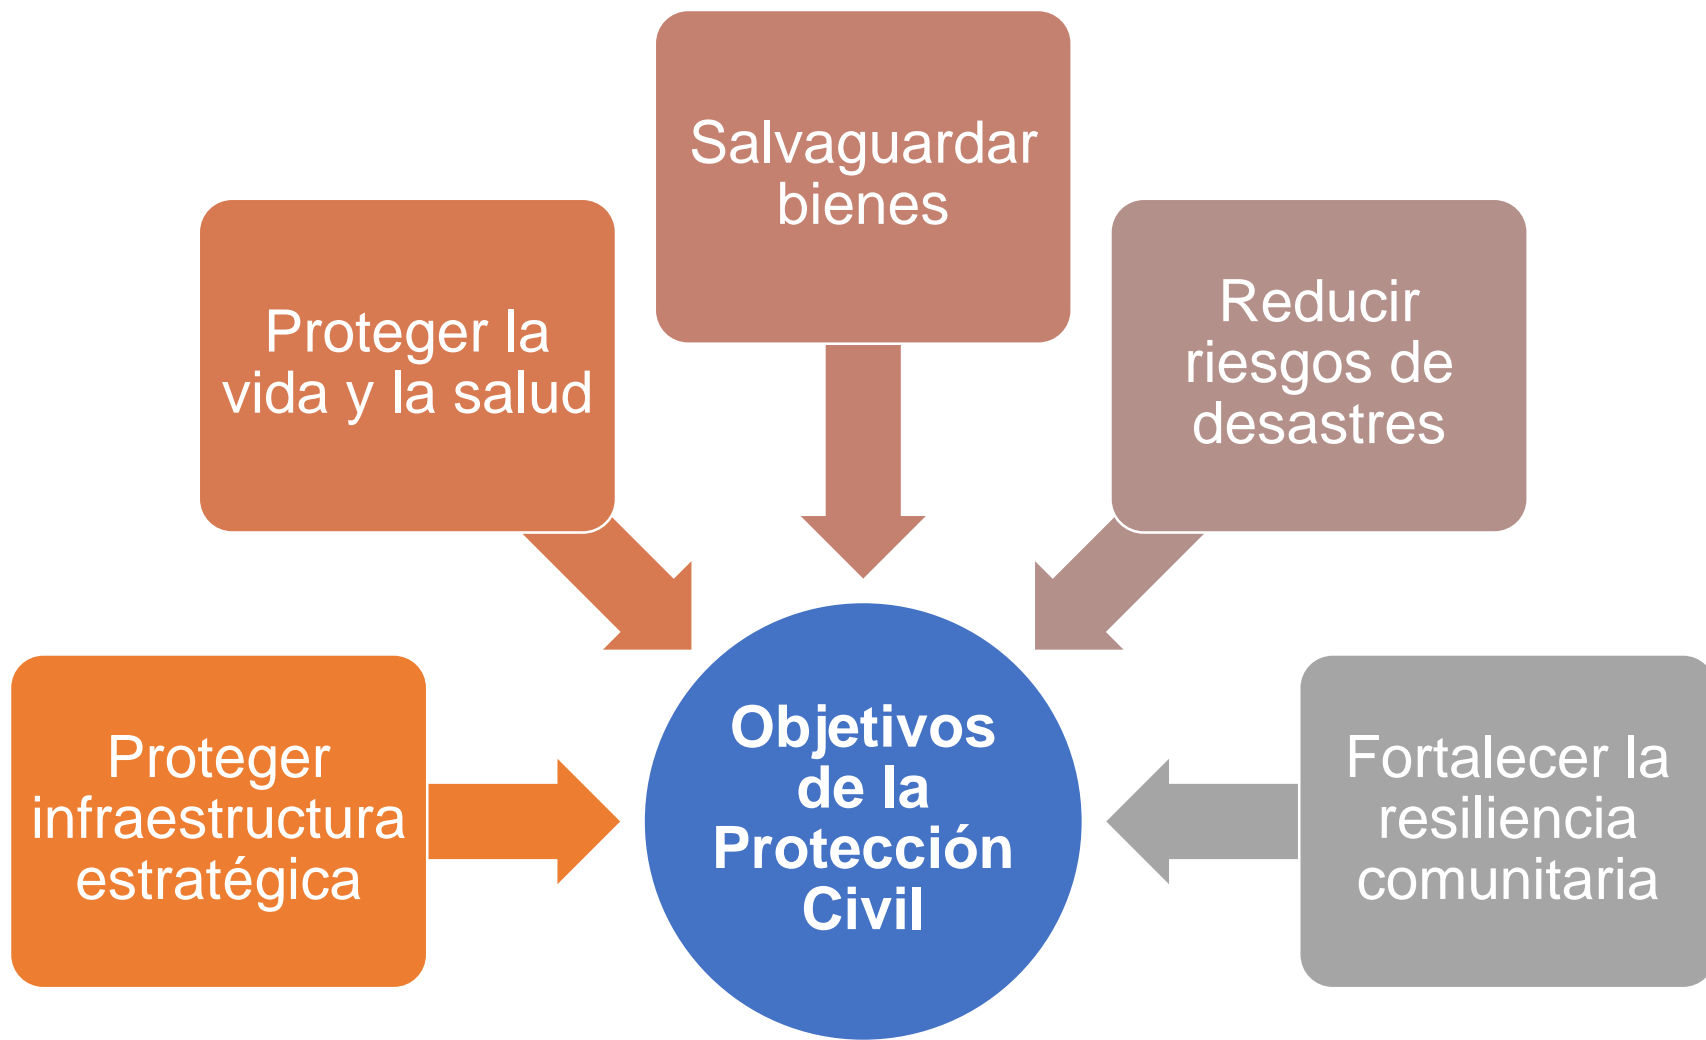 Salvaguardar
bienes
Proteger la
vida y la salud
Reducir
riesgos de
desastres
Proteger
infraestructura
estratégica
Objetivos
de la
Protección
Civil
Fortalecer la
resiliencia
comunitaria